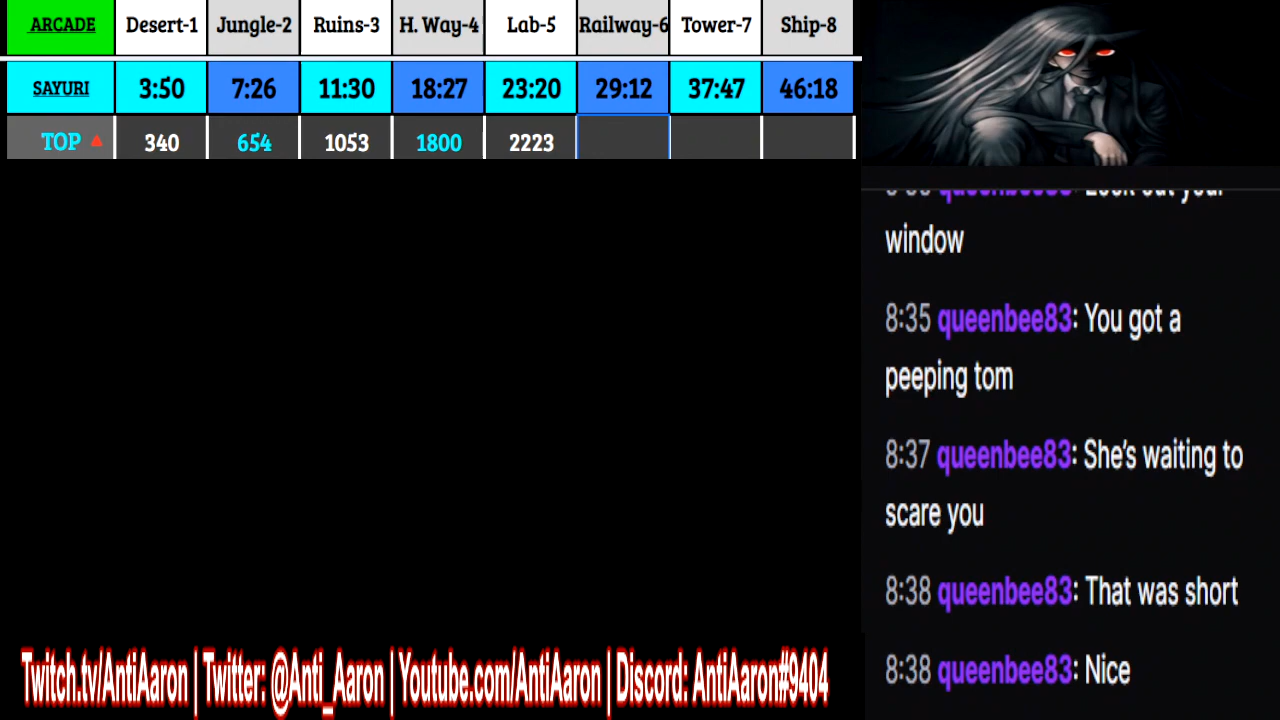 ARCADE Desert-1 Jungle-2 Ruins-3 H. Way-4 Lab-5 Railway-6 Tower-7 Ship-8
SAYURI 3:50 7:26 11:30 18:27 23:20 29:12 37:47 46:18
TOP 340 654 1053 1800 2223
window
8:35 queenbee83: You got a
peeping tom
8:37 queenbee83: She's waiting to
scare you
8:38 queenbee83: That was short
8:38 queenbee83: Nice
Twitch.tv/AntiAaron | Twitter: @Anti_Aaron | Youtube.com/AntiAaron | Discord: AntiAaron#9404